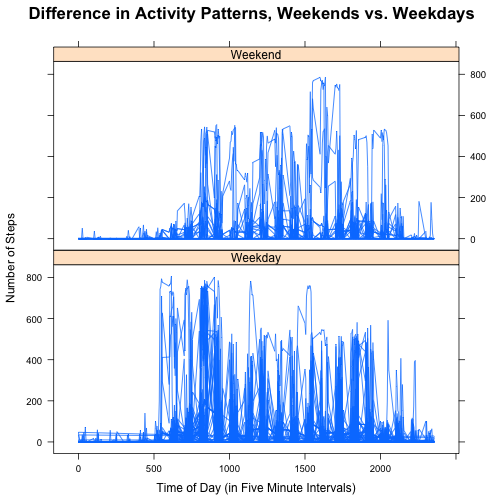 Difference in Activity Patterns, Weekends vs. Weekdays
Weekend
800
600
400
200
0
Number of Steps
Weekday
800
600
400
200
0
0 500 1000 1500 2000
Time of Day (in Five Minute Intervals)